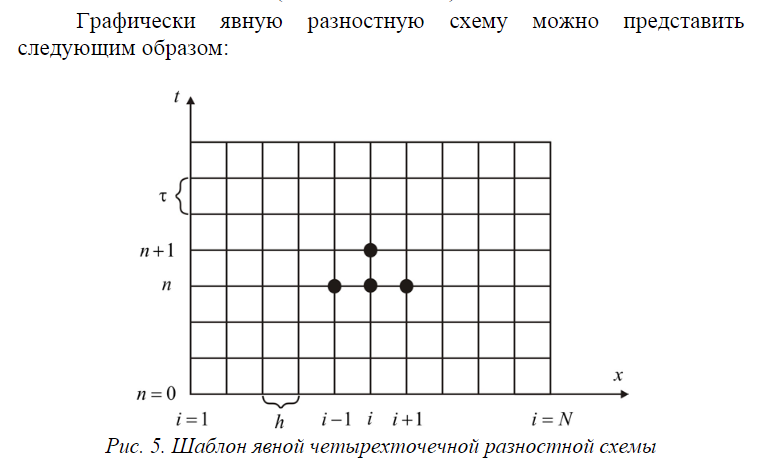 Графически явную разностную схему можно представить
следующим образом:
t
τ
n+1
n
x
n=0
i=1
h
i−1
i
i+1
i=N
Рис. 5. Шаблон явной четырехточечной разностной схемы